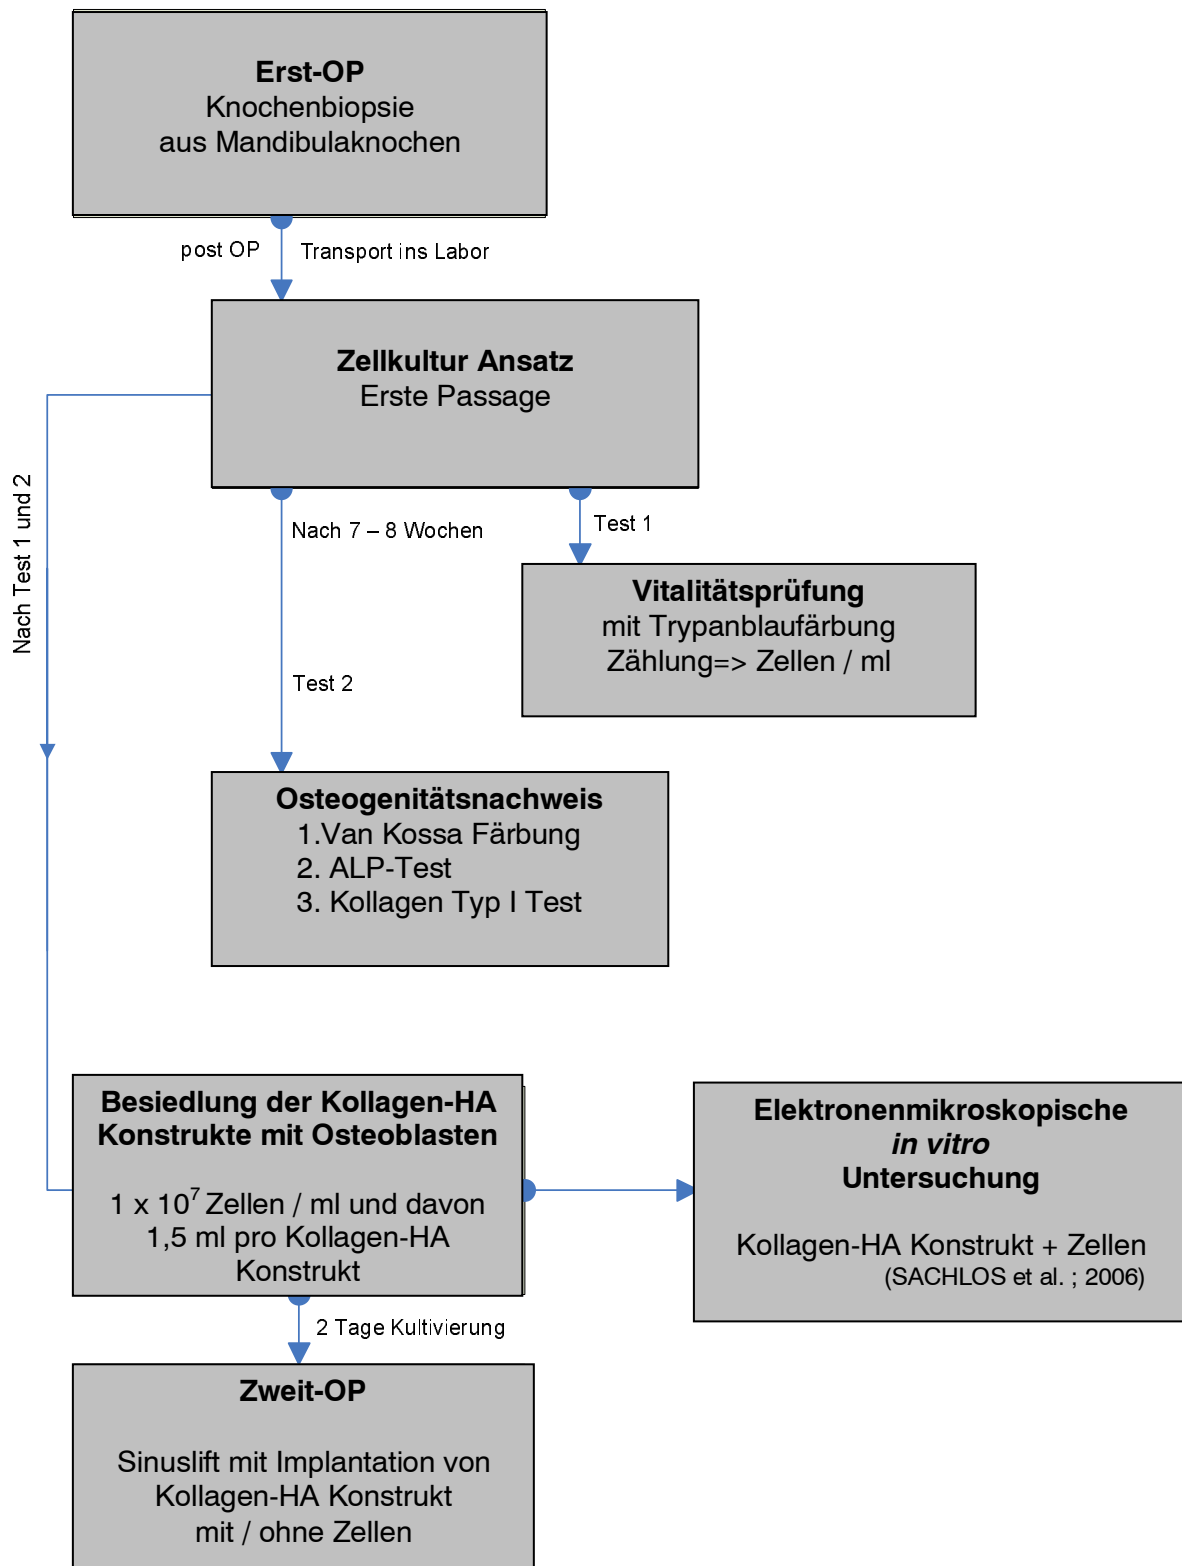 Erst-OP
Knochenbiopsie
aus Mandibulaknochen
post OP
Transport ins Labor
Zellkultur Ansatz
Erste Passage
Nach Test 1 und 2
Nach 7 – 8 Wochen
Test 1
Vitalitätsprüfung
mit Trypanblaufärbung
Zählung=> Zellen / ml
Test 2
Osteogenitätsnachweis
1.Van Kossa Färbung
2. ALP-Test
3. Kollagen Typ I Test
Besiedlung der Kollagen-HA
Konstrukte mit Osteoblasten
1 x 10⁷ Zellen / ml und davon
1,5 ml pro Kollagen-HA
Konstrukt
Elektronenmikroskopische
in vitro
Untersuchung
Kollagen-HA Konstrukt + Zellen
(SACHLOS et al. ; 2006)
2 Tage Kultivierung
Zweit-OP
Sinuslift mit Implantation von
Kollagen-HA Konstrukt
mit / ohne Zellen